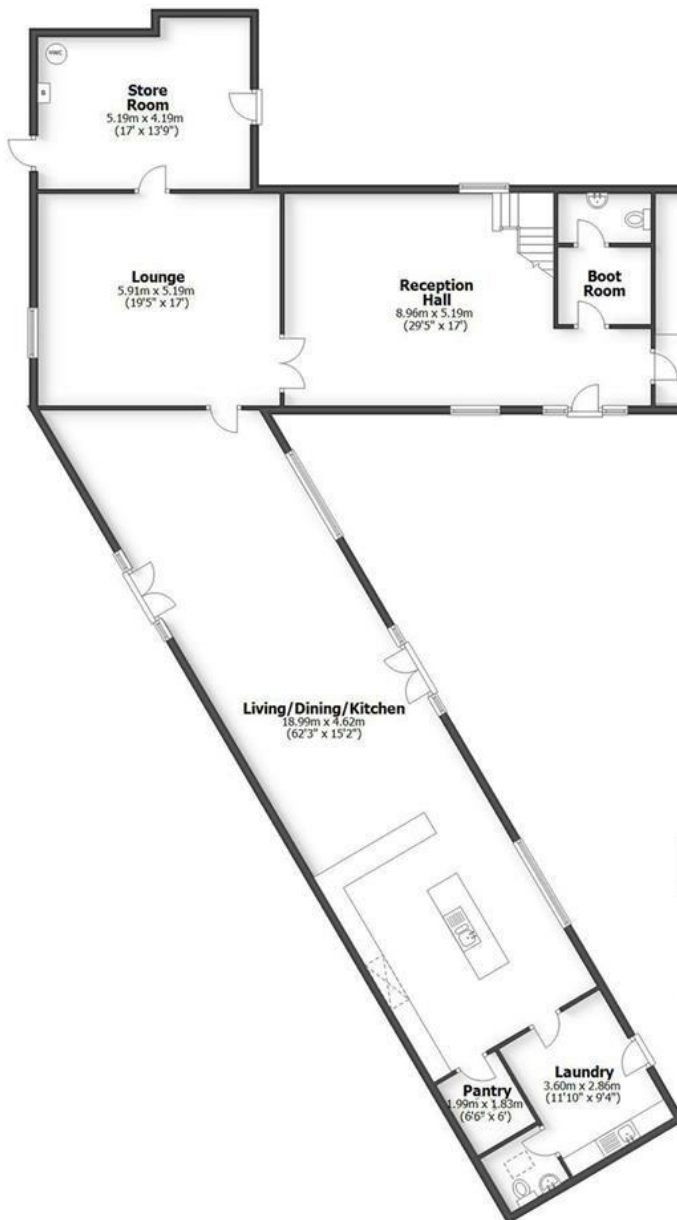 HWC
B
Store
Room
5.19m x 4.19m
(17' x 13'9")
Lounge
5.91m x 5.19m
(19'5" x 17')
Reception
Hall
8.96m x 5.19m
(29'5" x 17')
Boot
Room
Living/Dining/Kitchen
18.99m x 4.62m
(62'3" x 15'2")
Pantry
1.99m x 1.83m
(6'6" x 6')
Laundry
3.60m x 2.86m
(11'10" x 9'4")